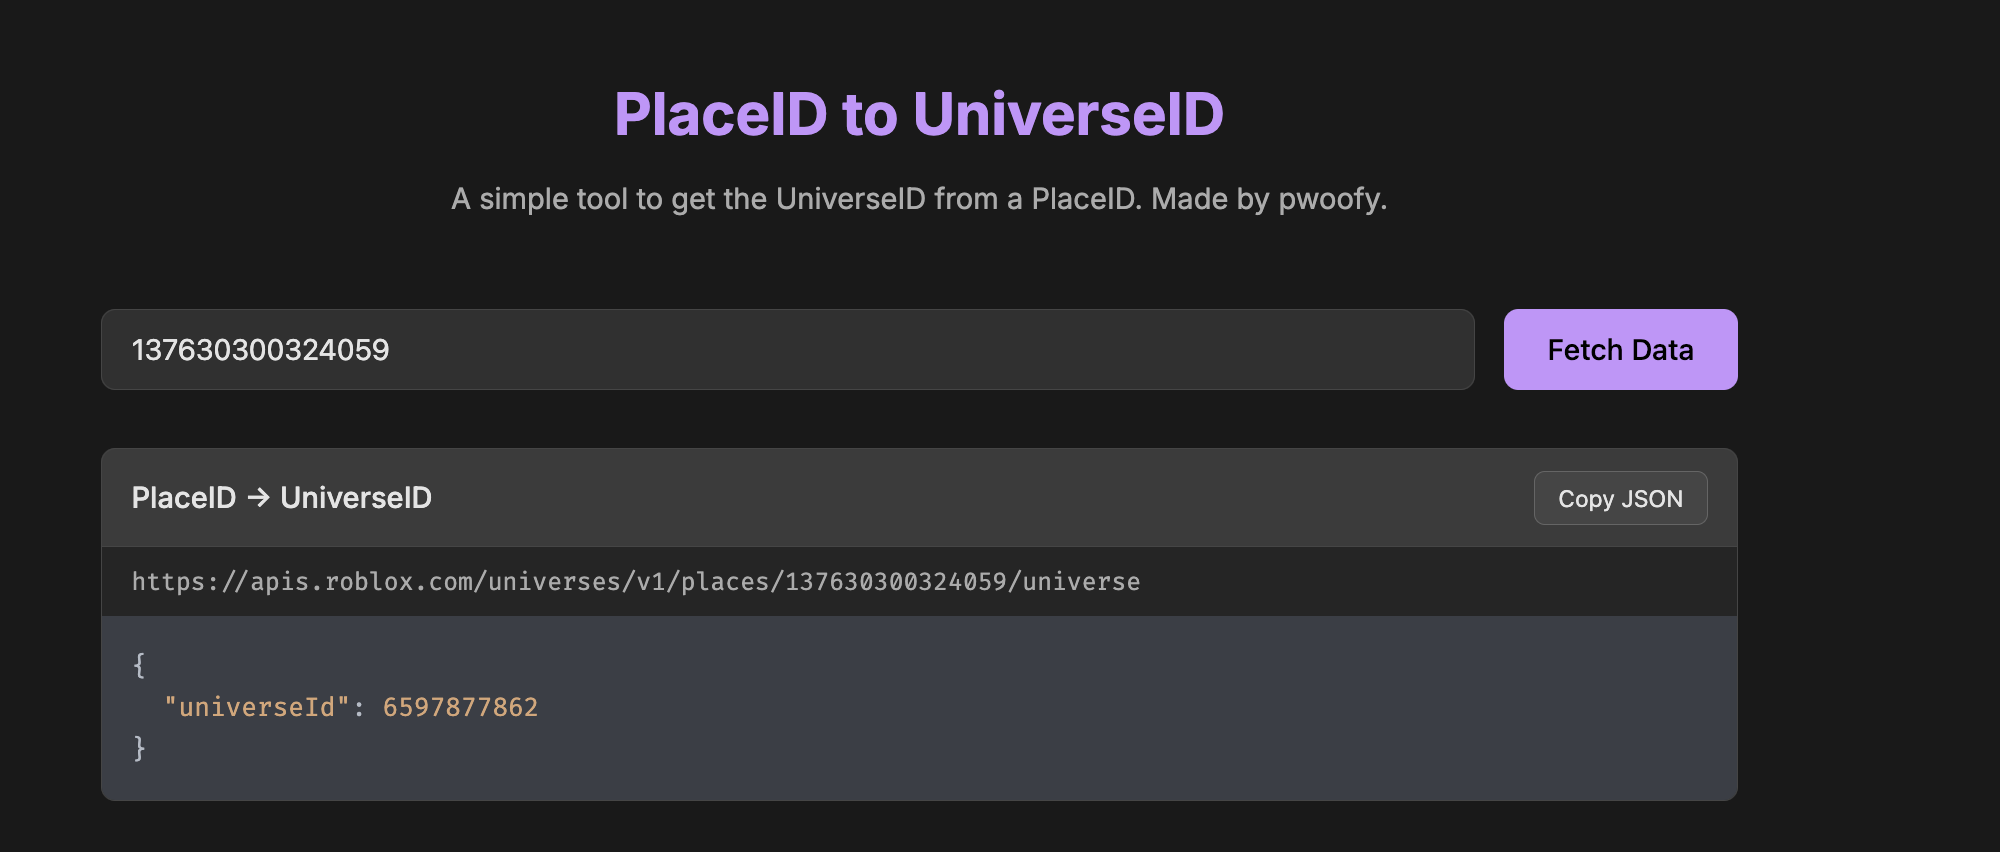 PlaceID to UniverseID
A simple tool to get the UniverseID from a PlaceID. Made by pwoofy.
137630300324059
Fetch Data
PlaceID → UniverseID
Copy JSON
https://apis.roblox.com/universes/v1/places/137630300324059/universe
{
  "universeId": 6597877862
}